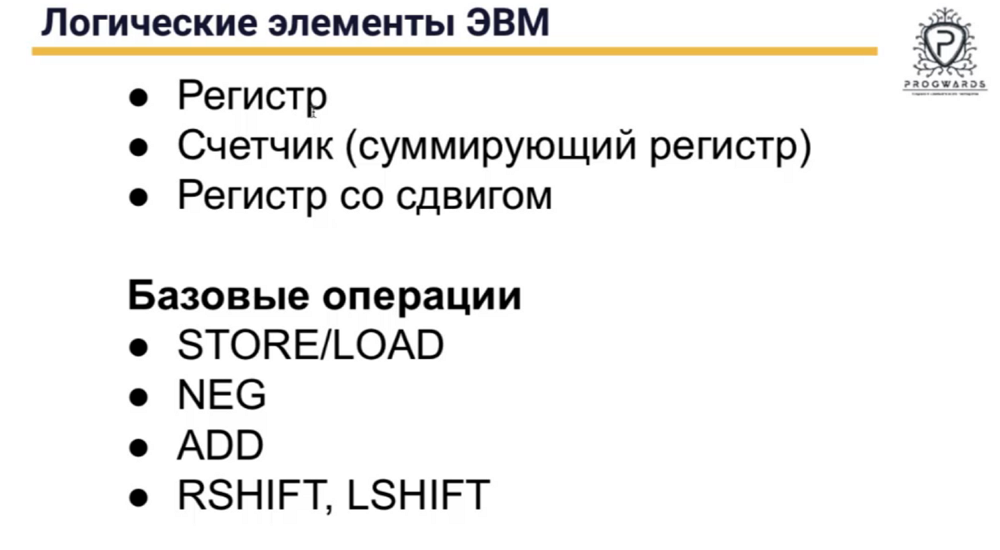 Логические элементы ЭВМ
PROGWARDS
● Регистр
● Счетчик (суммирующий регистр)
● Регистр со сдвигом
Базовые операции
● STORE/LOAD
● NEG
● ADD
● RSHIFT, LSHIFT